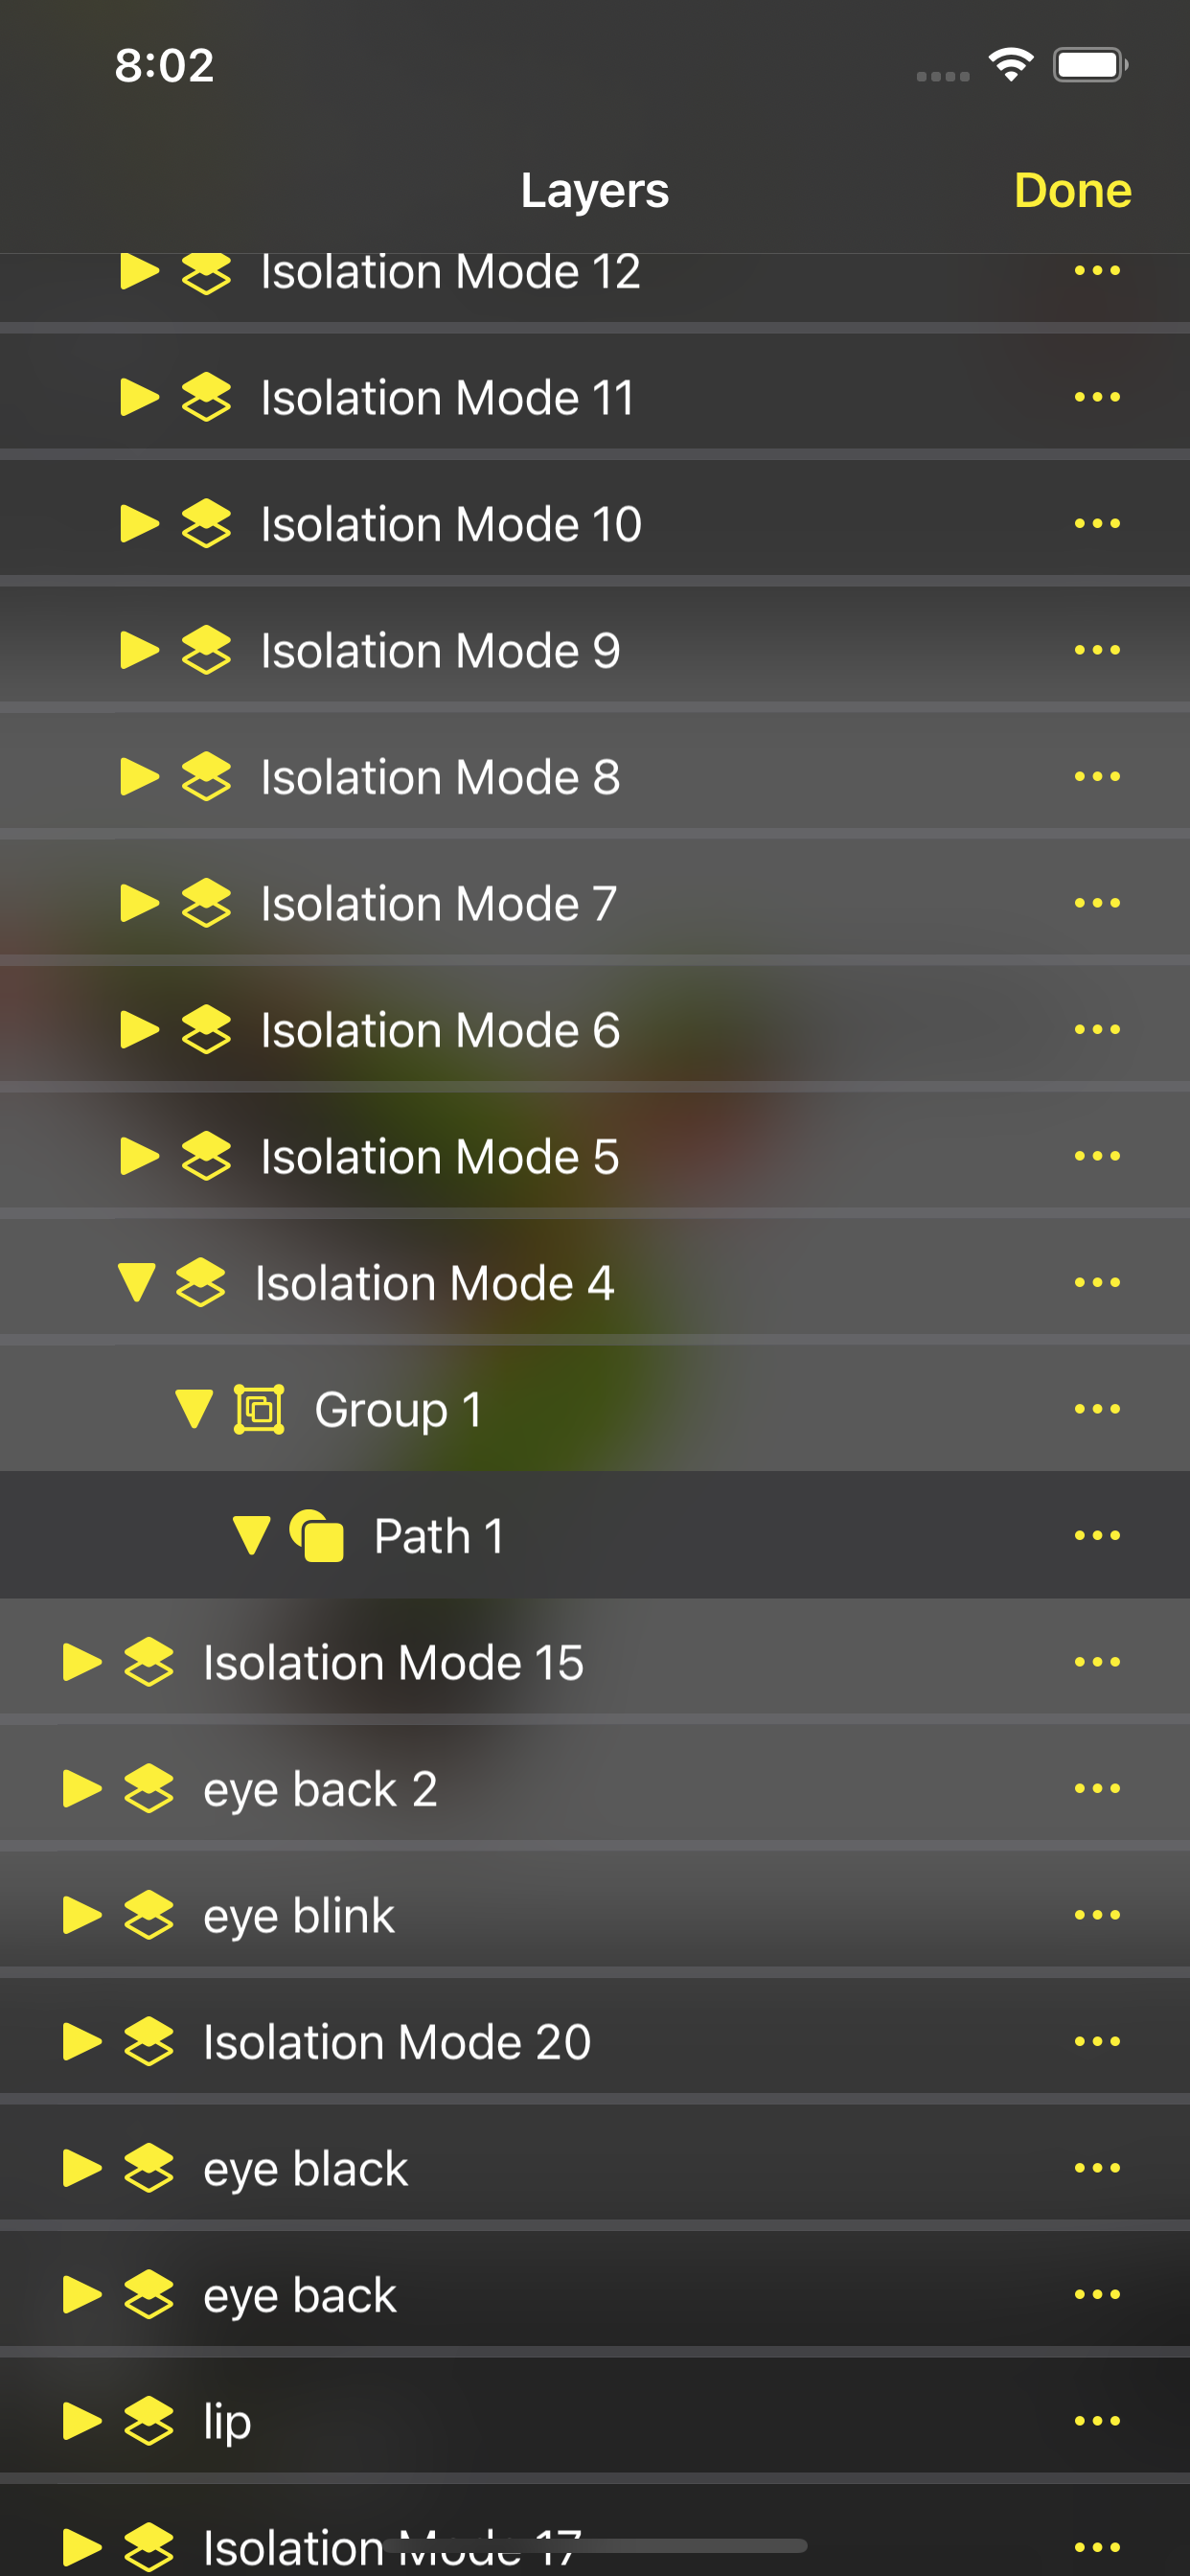 8:02
Layers
Done
Isolation Mode 12
Isolation Mode 11
Isolation Mode 10
Isolation Mode 9
Isolation Mode 8
Isolation Mode 7
Isolation Mode 6
Isolation Mode 5
Isolation Mode 4
Group 1
Path 1
Isolation Mode 15
eye back 2
eye blink
Isolation Mode 20
eye black
eye back
lip
Isolation Mode 17